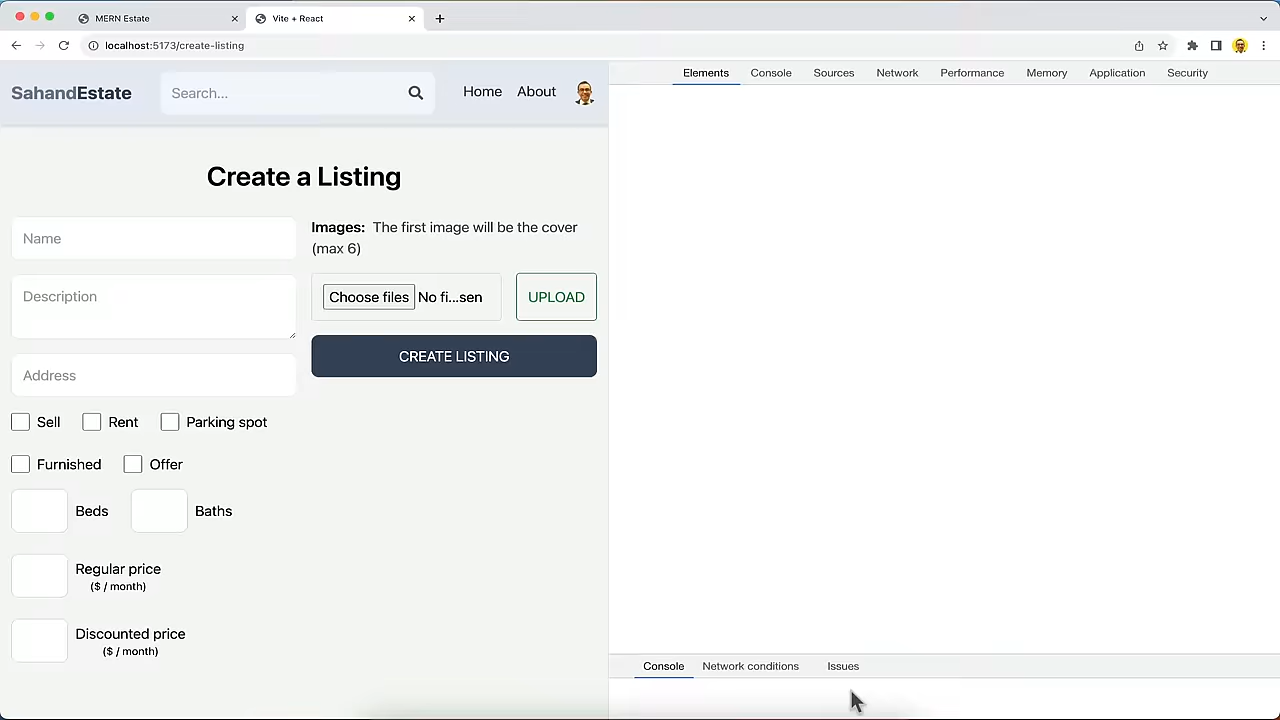 MERN Estate
Vite + React
localhost:5173/create-listing
SahandEstate
Search...
Home
About
Elements
Console
Sources
Network
Performance
Memory
Application
Security
Create a Listing
Name
Description
Address
Sell
Rent
Parking spot
Furnished
Offer
Beds
Baths
Regular price
($ / month)
Discounted price
($ / month)
Images: The first image will be the cover
(max 6)
Choose files No fi...sen
UPLOAD
CREATE LISTING
Console
Network conditions
Issues